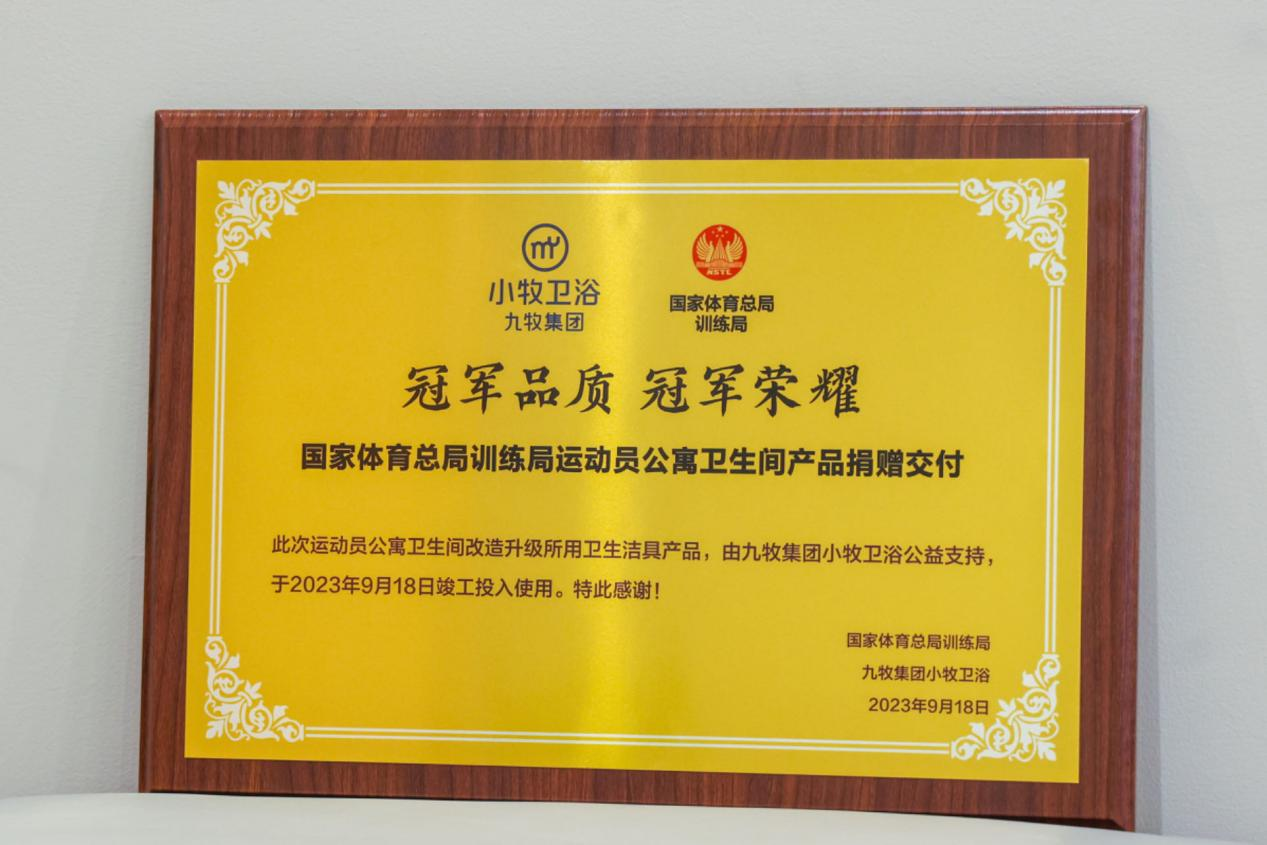 小牧卫浴
九牧集团
NSTC
国家体育总局
训练局
冠军品质 冠军荣耀
国家体育总局训练局运动员公寓卫生间产品捐赠交付
此次运动员公寓卫生间改造升级所用卫生洁具产品，由九牧集团小牧卫浴公益支持，
于2023年9月18日竣工投入使用。特此感谢！
国家体育总局训练局
九牧集团小牧卫浴
2023年9月18日